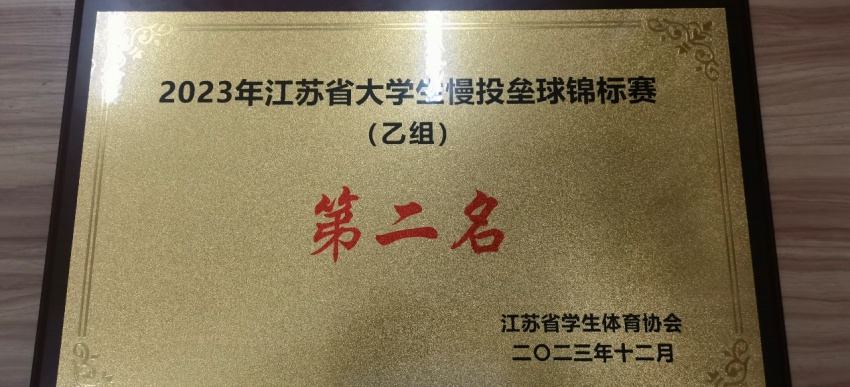 2023年江苏省大学生慢投垒球锦标赛
（乙组）
第二名
江苏省学生体育协会
二〇二三年十二月